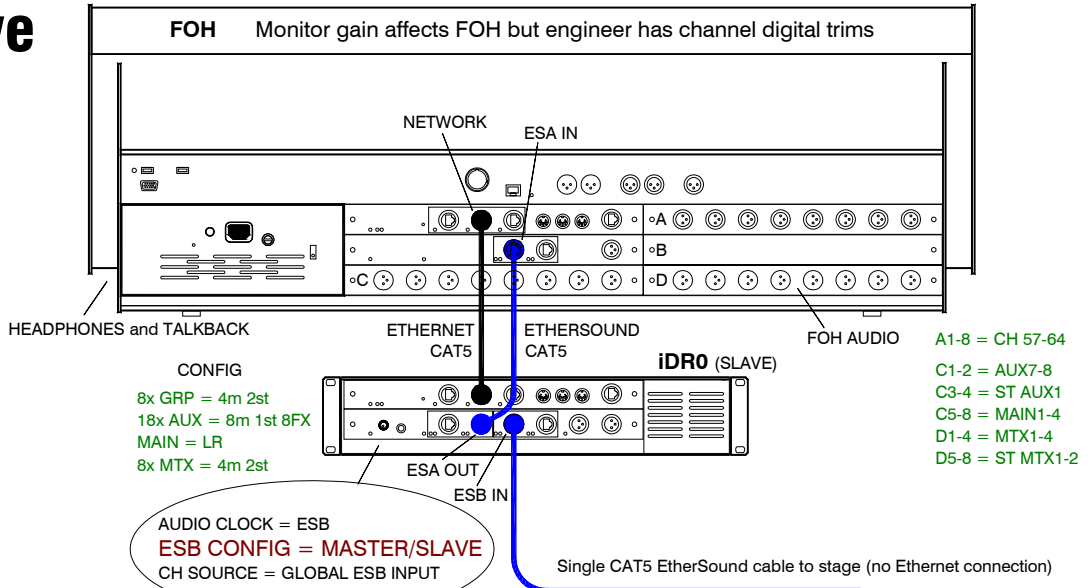 FOH Monitor gain affects FOH but engineer has channel digital trims
NETWORK
ESA IN
A
B
C
D
HEADPHONES and TALKBACK
ETHERNET
CAT5
ETHERSOUND
CAT5
FOH AUDIO
iDR0 (SLAVE)
A1-8 = CH 57-64
C1-2 = AUX7-8
C3-4 = ST AUX1
C5-8 = MAIN1-4
D1-4 = MTX1-4
D5-8 = ST MTX1-2
CONFIG
8x GRP = 4m 2st
18x AUX = 8m 1st 8FX
MAIN = LR
8x MTX = 4m 2st
ESA OUT
ESB IN
AUDIO CLOCK = ESB
ESB CONFIG = MASTER/SLAVE
CH SOURCE = GLOBAL ESB INPUT
Single CAT5 EtherSound cable to stage (no Ethernet connection)